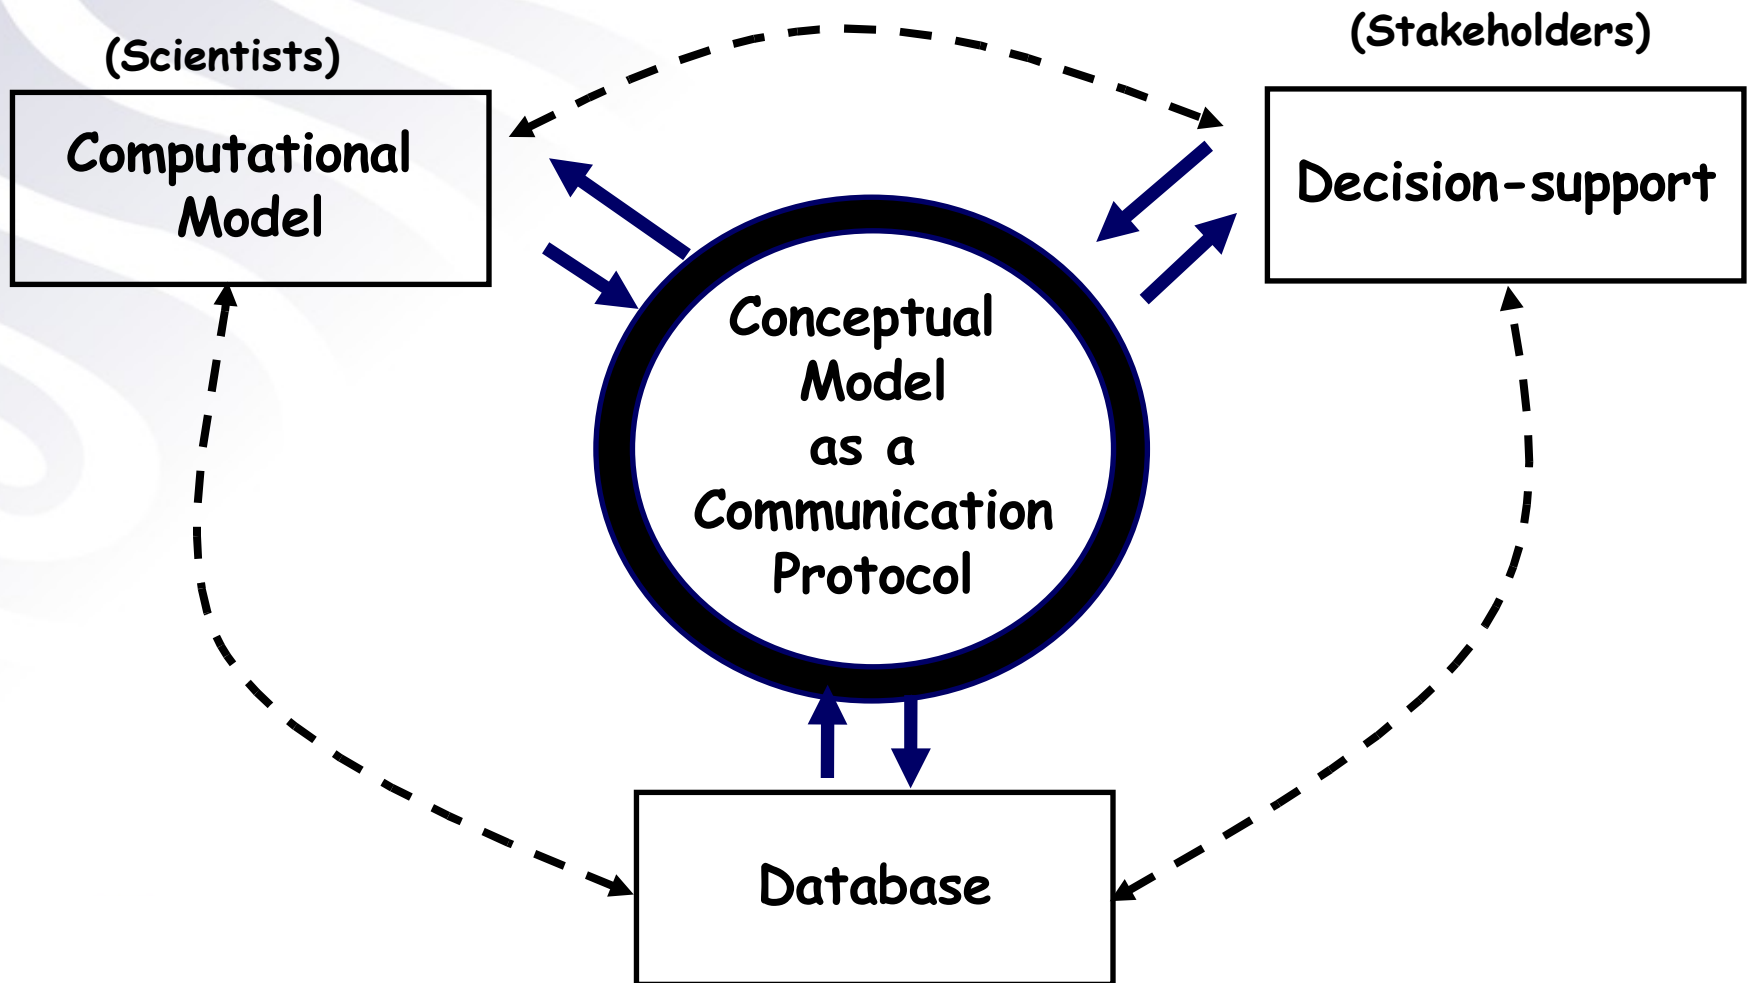 (Scientists)
(Stakeholders)
Computational
Model
Decision-support
Conceptual
Model
as a
Communication
Protocol
Database